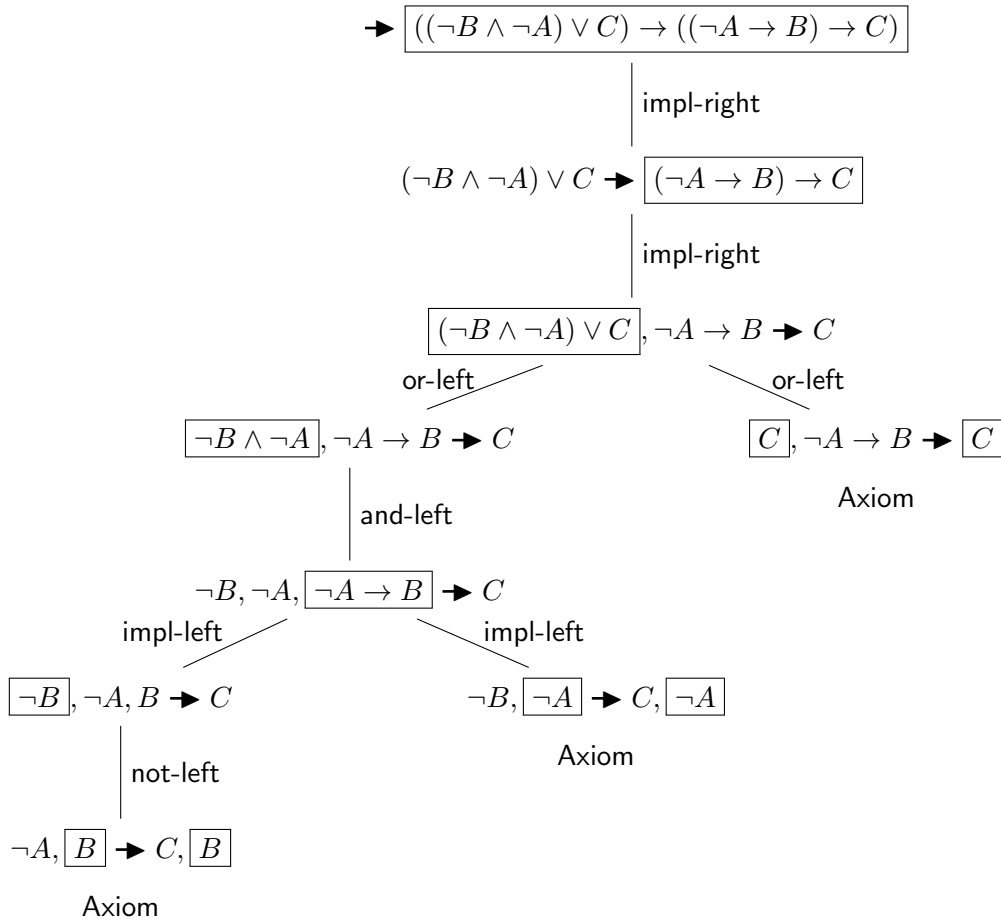 → ((¬B ∧ ¬A) ∨ C) → ((¬A → B) → C)
impl-right
(¬B ∧ ¬A) ∨ C → (¬A → B) → C
impl-right
(¬B ∧ ¬A) ∨ C, ¬A → B → C
or-left or-left
¬B ∧ ¬A, ¬A → B → C
C, ¬A → B → C
Axiom
and-left
¬B, ¬A, ¬A → B → C
impl-left impl-left
¬B, ¬A, B → C
¬B, ¬A → C, ¬A
Axiom
not-left
¬A, B → C, B
Axiom